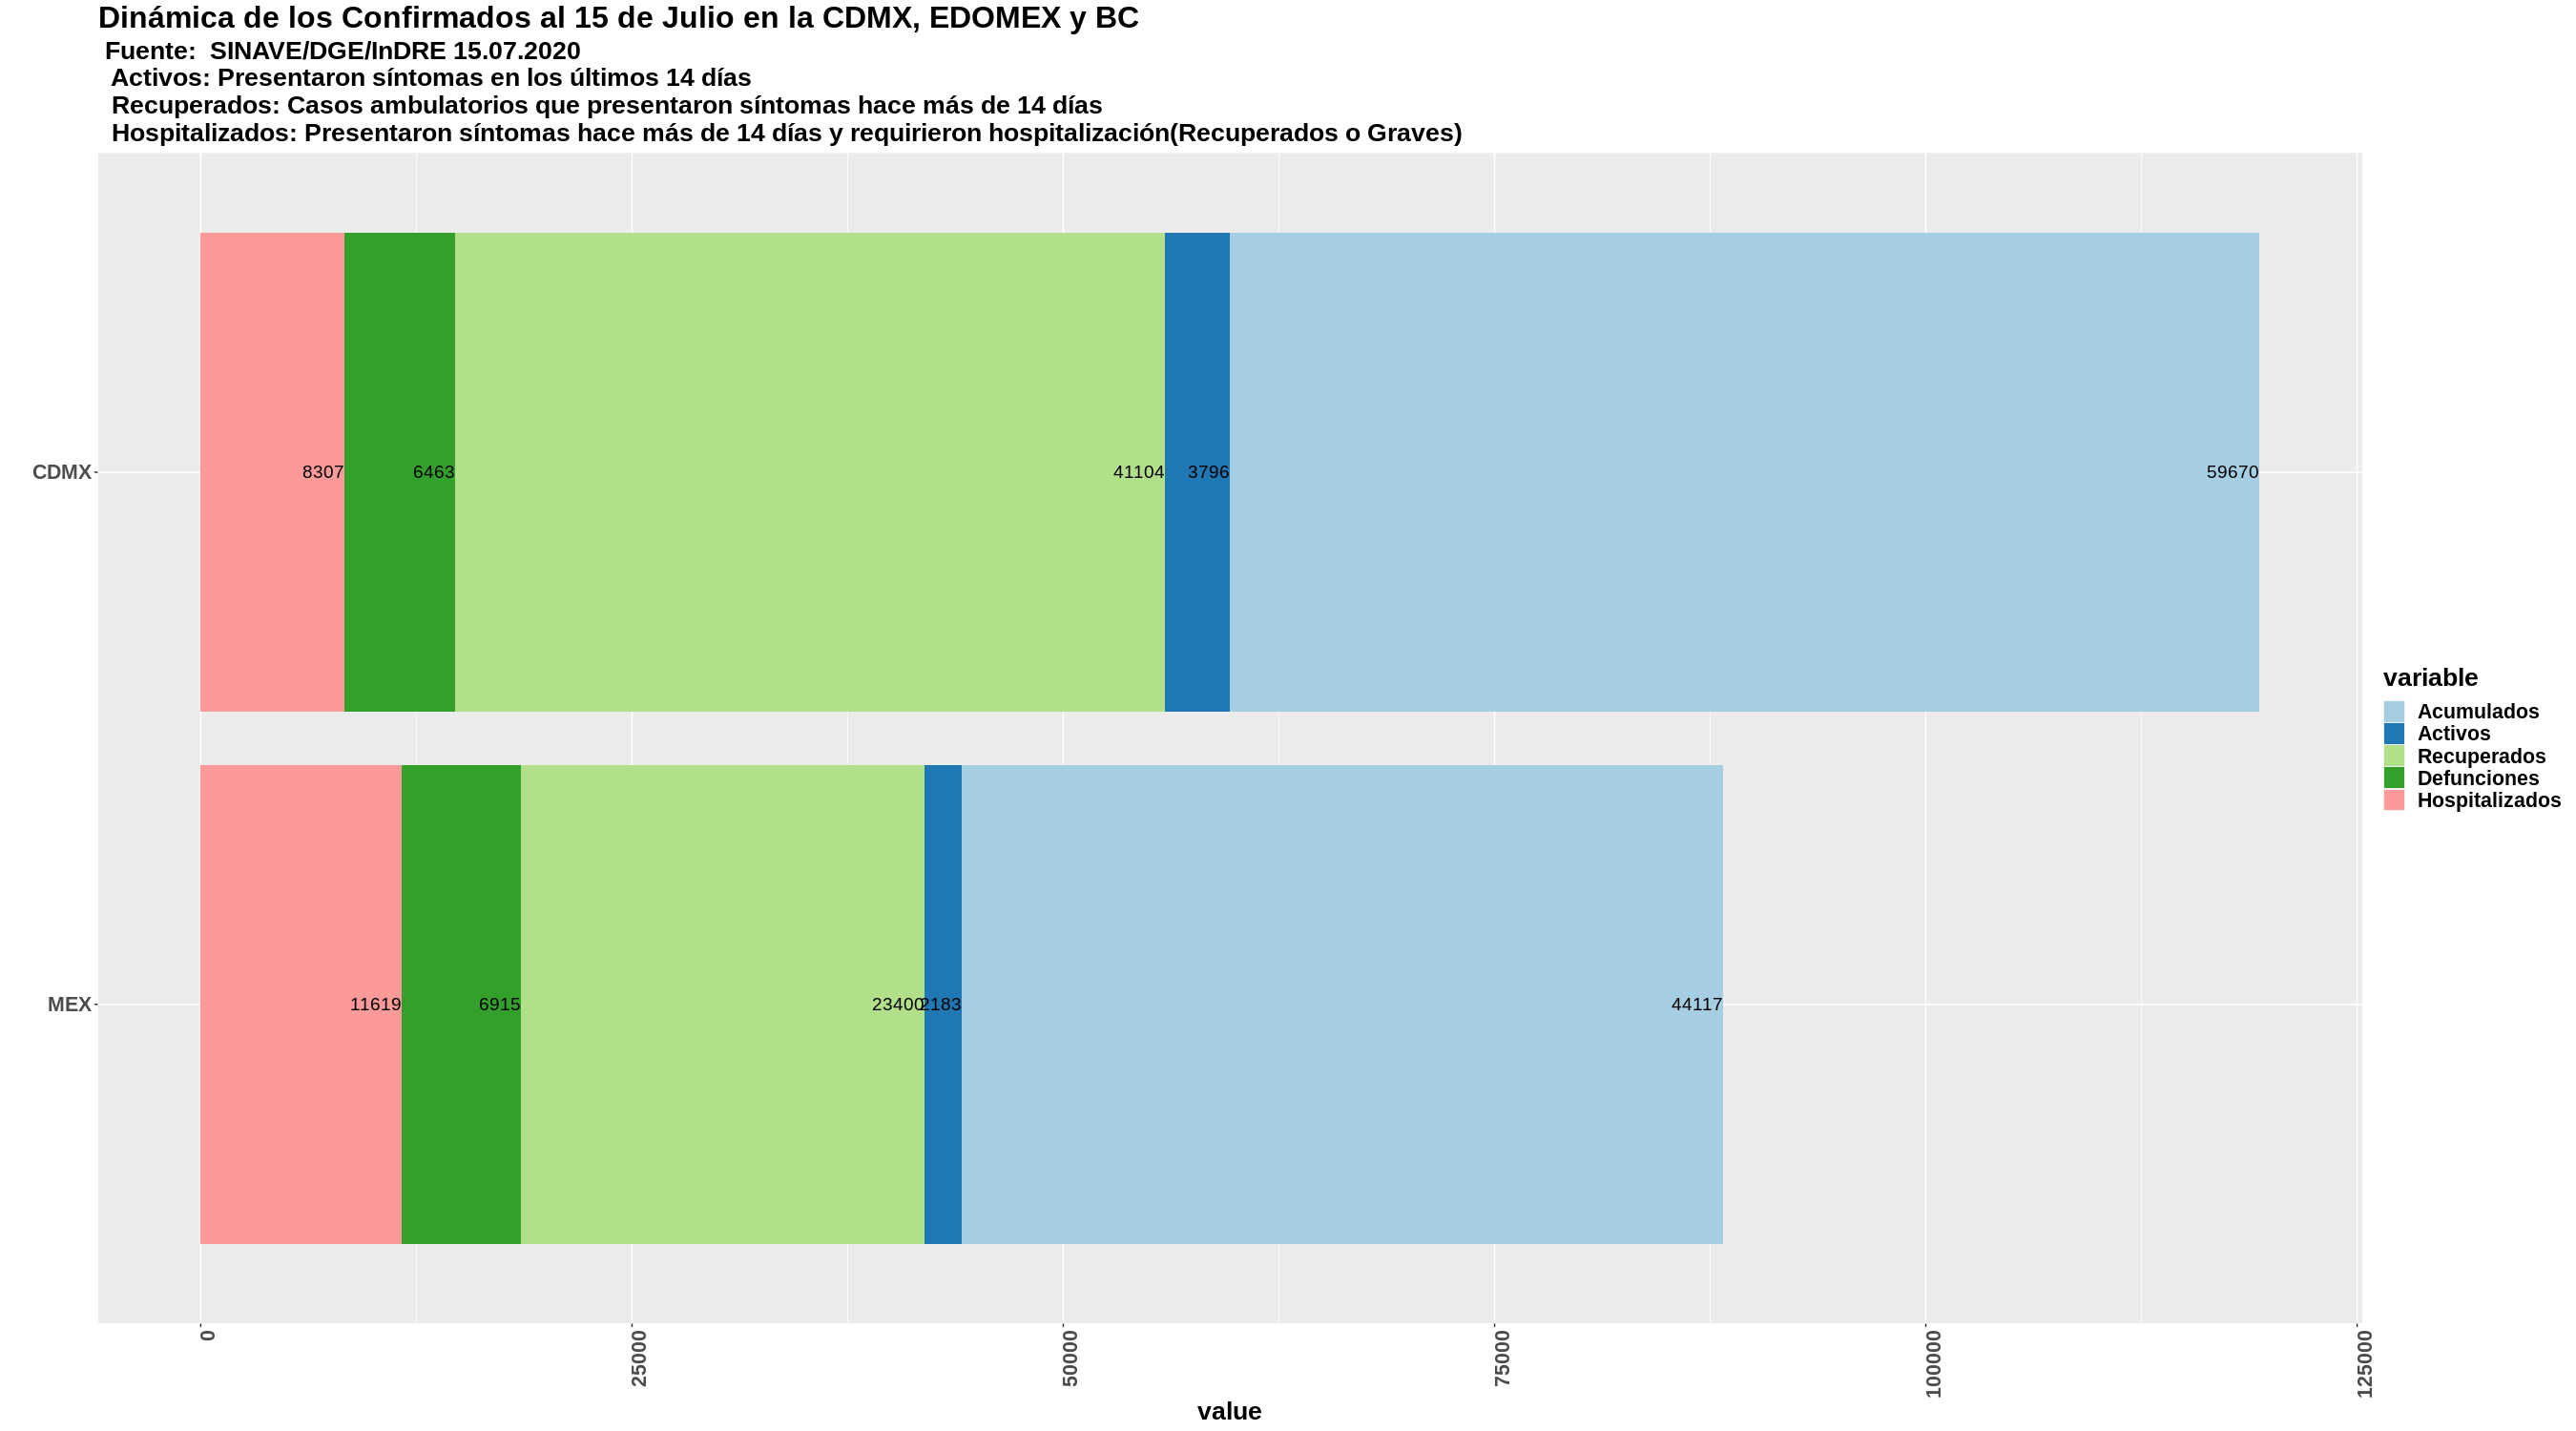 Dinámica de los Confirmados al 15 de Julio en la CDMX, EDOMEX y BC
Fuente:  SINAVE/DGE/InDRE 15.07.2020
Activos: Presentaron síntomas en los últimos 14 días
Recuperados: Casos ambulatorios que presentaron síntomas hace más de 14 días
Hospitalizados: Presentaron síntomas hace más de 14 días y requirieron hospitalización(Recuperados o Graves)
CDMX 8307 6463 41104 3796 59670
variable
Acumulados
Activos
Recuperados
Defunciones
Hospitalizados
MEX 11619 6915 23400 2183 44117
0 25000 50000 75000 100000 125000
value